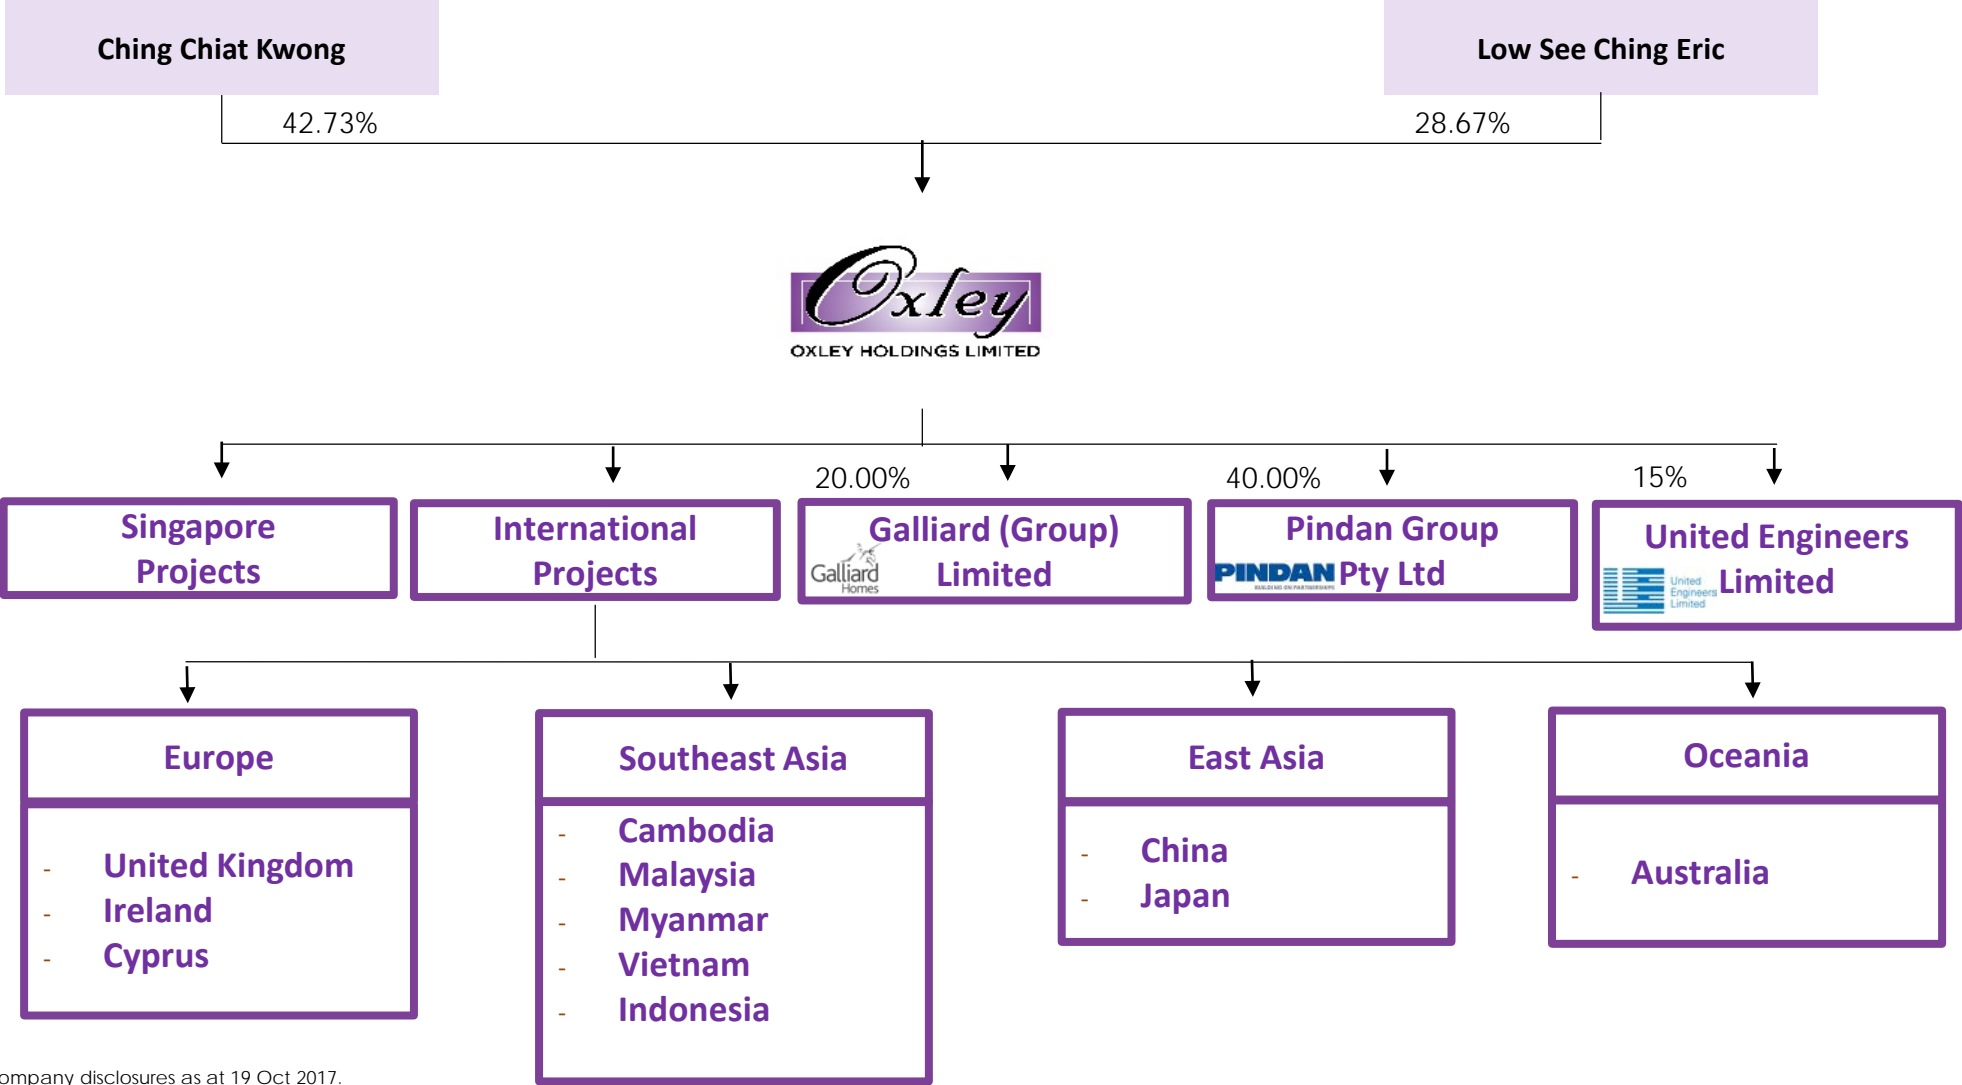 Ching Chiat Kwong
Low See Ching Eric
42.73%
28.67%
Oxley
OXLEY HOLDINGS LIMITED
20.00%
40.00%
15%
Singapore
Projects
International
Projects
Galliard (Group)
Limited
Galliard
Homes
Pindan Group
Pty Ltd
PINDAN
BUILDING ON PARTNERSHIPS
United Engineers
Limited
United
Engineers
Limited
Europe
- United Kingdom
- Ireland
- Cyprus
Southeast Asia
- Cambodia
- Malaysia
- Myanmar
- Vietnam
- Indonesia
East Asia
- China
- Japan
Oceania
- Australia
ompany disclosures as at 19 Oct 2017.